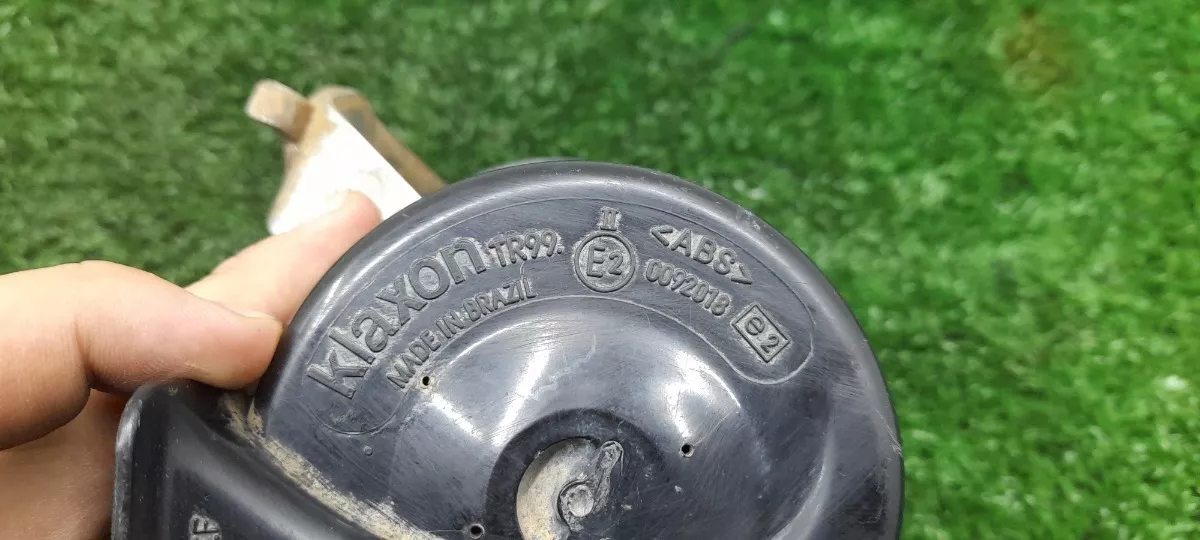 klaxon TR99.
MADE IN BRAZIL
II
E2
<ABS>
0092018
e2